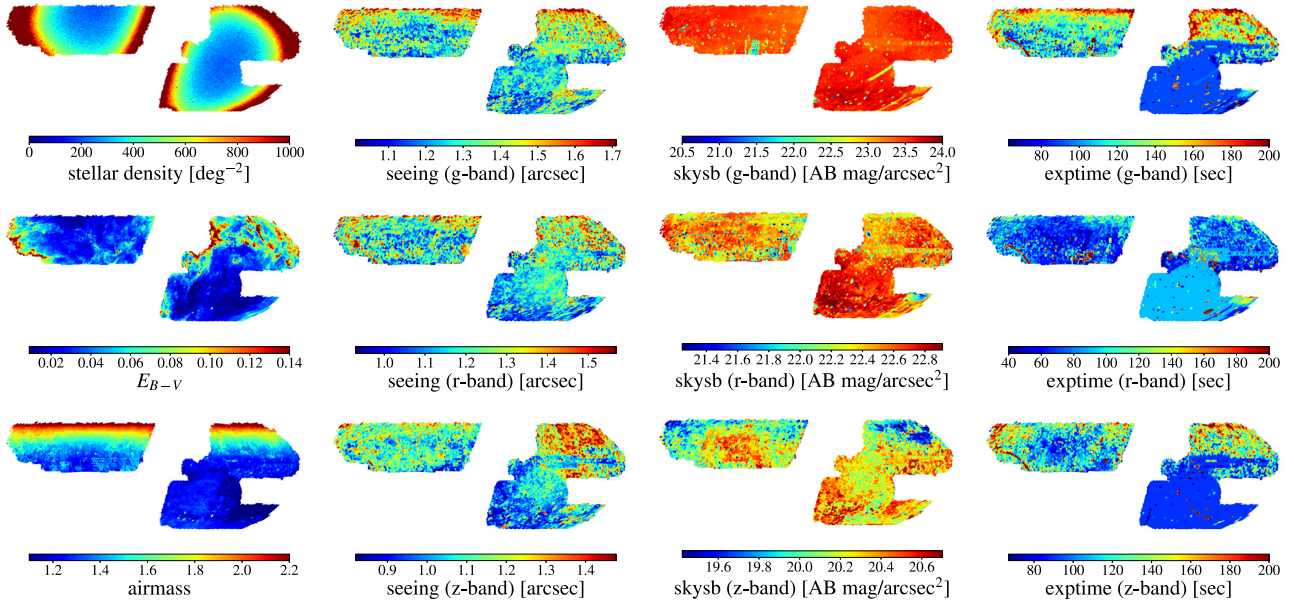 0 200 400 600 800 1000
stellar density [deg⁻²]
1.1 1.2 1.3 1.4 1.5 1.6 1.7
seeing (g-band) [arcsec]
20.5 21.0 21.5 22.0 22.5 23.0 23.5 24.0
skysb (g-band) [AB mag/arcsec²]
80 100 120 140 160 180 200
exptime (g-band) [sec]
0.02 0.04 0.06 0.08 0.10 0.12 0.14
E_{B−V}
1.0 1.1 1.2 1.3 1.4 1.5
seeing (r-band) [arcsec]
21.4 21.6 21.8 22.0 22.2 22.4 22.6 22.8
skysb (r-band) [AB mag/arcsec²]
40 60 80 100 120 140 160 180 200
exptime (r-band) [sec]
1.2 1.4 1.6 1.8 2.0 2.2
airmass
0.9 1.0 1.1 1.2 1.3 1.4
seeing (z-band) [arcsec]
19.6 19.8 20.0 20.2 20.4 20.6
skysb (z-band) [AB mag/arcsec²]
80 100 120 140 160 180 200
exptime (z-band) [sec]